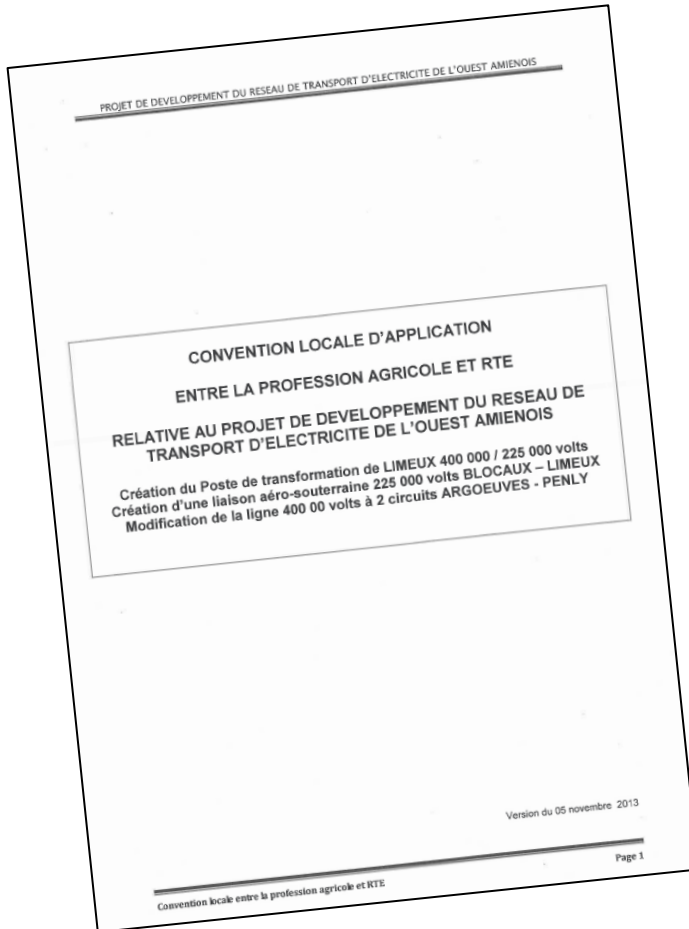 PROJET DE DEVELOPPEMENT DU RESEAU DE TRANSPORT D'ELECTRICITE DE L'OUEST AMIENOIS
CONVENTION LOCALE D'APPLICATION
ENTRE LA PROFESSION AGRICOLE ET RTE
RELATIVE AU PROJET DE DEVELOPPEMENT DU RESEAU DE
TRANSPORT D'ELECTRICITE DE L'OUEST AMIENOIS
Création du Poste de transformation de LIMEUX 400 000 / 225 000 volts
Création d'une liaison aéro-souterraine 225 000 volts BLOCAUX – LIMEUX
Modification de la ligne 400 00 volts à 2 circuits ARGOEUVES - PENLY
Version du 05 novembre 2013
Convention locale entre la profession agricole et RTE
Page 1